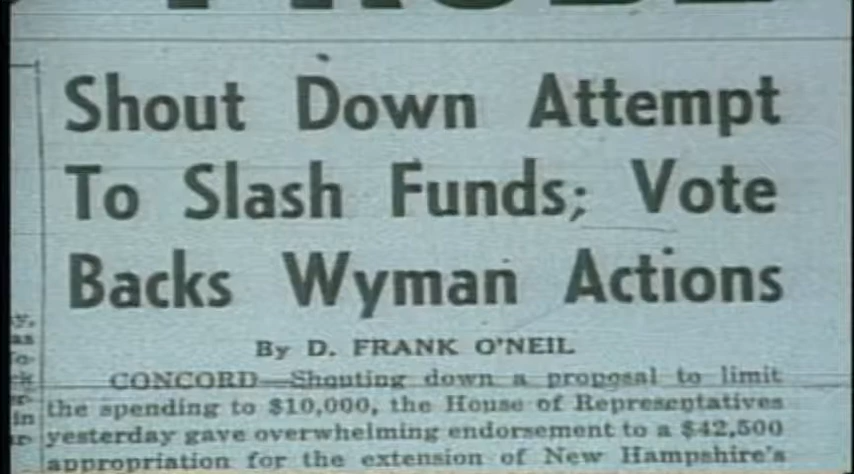 PROBE
Shout Down Attempt
To Slash Funds; Vote
Backs Wyman Actions
By D. FRANK O'NEIL
CONCORD—Shouting down a proposal to limit
the spending to $10,000, the House of Representatives
yesterday gave overwhelming endorsement to a $42,500
appropriation for the extension of New Hampshire's